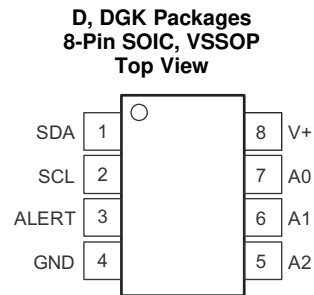 D, DGK Packages
8-Pin SOIC, VSSOP
Top View
SDA 1 8 V+
SCL 2 7 A0
ALERT 3 6 A1
GND 4 5 A2